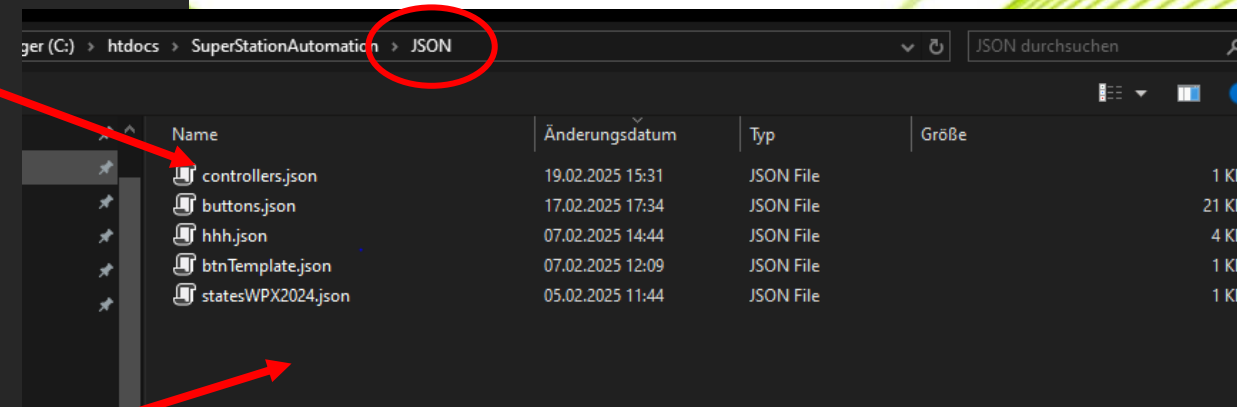 ger (C:) > htdocs > SuperStationAutomation > JSON JSON durchsuchen
Name Änderungsdatum Typ Größe
controllers.json 19.02.2025 15:31 JSON File 1 K
buttons.json 17.02.2025 17:34 JSON File 21 K
hhh.json 07.02.2025 14:44 JSON File 4 K
btnTemplate.json 07.02.2025 12:09 JSON File 1 K
statesWPX2024.json 05.02.2025 11:44 JSON File 1 K